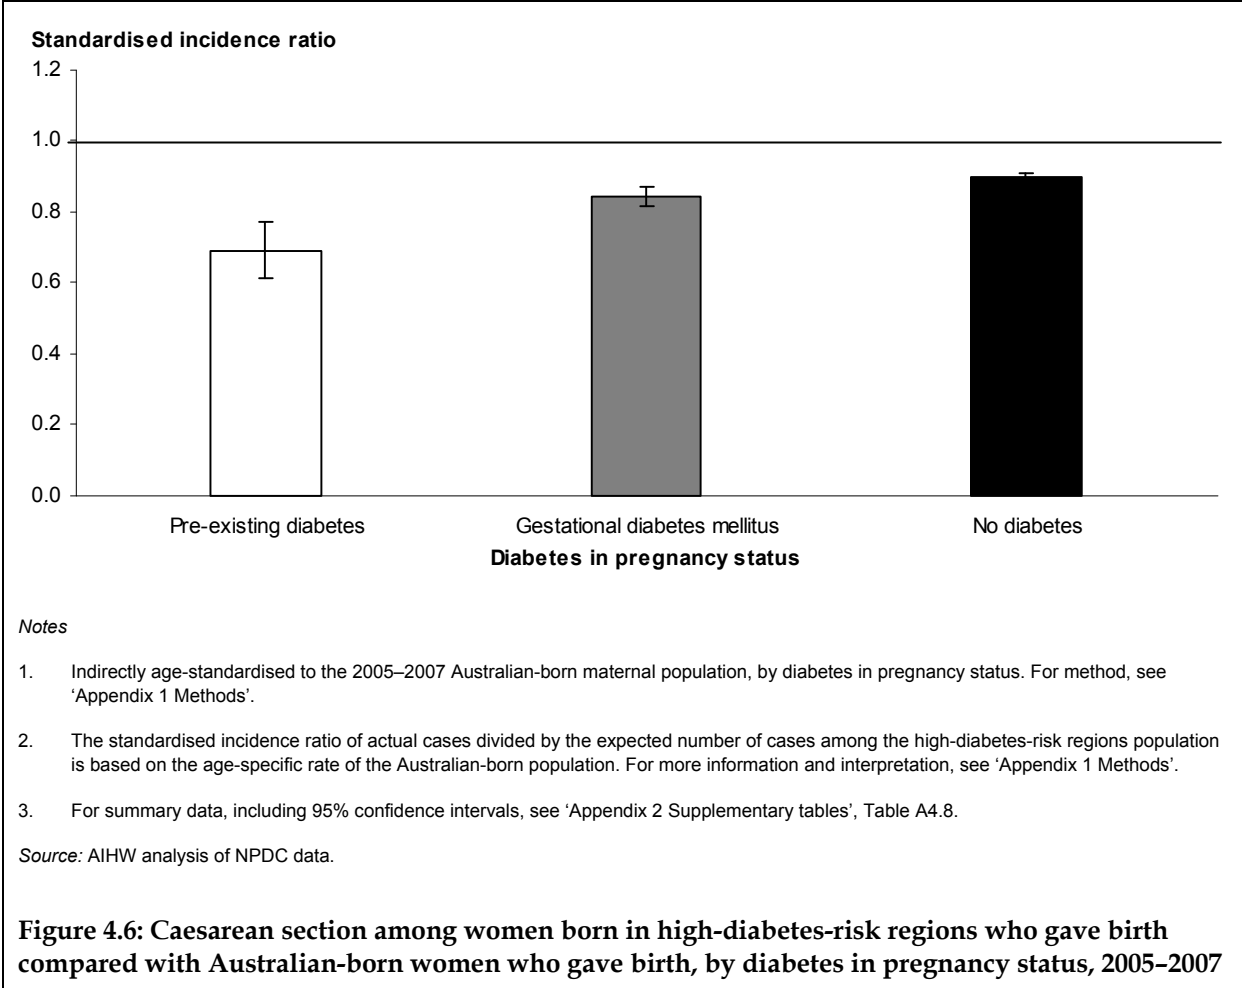 Standardised incidence ratio
1.2
1.0
0.8
0.6
0.4
0.2
0.0
Pre-existing diabetes
Gestational diabetes mellitus
No diabetes
Diabetes in pregnancy status
Notes
1. Indirectly age-standardised to the 2005–2007 Australian-born maternal population, by diabetes in pregnancy status. For method, see
‘Appendix 1 Methods’.
2. The standardised incidence ratio of actual cases divided by the expected number of cases among the high-diabetes-risk regions population
is based on the age-specific rate of the Australian-born population. For more information and interpretation, see ‘Appendix 1 Methods’.
3. For summary data, including 95% confidence intervals, see ‘Appendix 2 Supplementary tables’, Table A4.8.
Source: AIHW analysis of NPDC data.
Figure 4.6: Caesarean section among women born in high-diabetes-risk regions who gave birth
compared with Australian-born women who gave birth, by diabetes in pregnancy status, 2005–2007